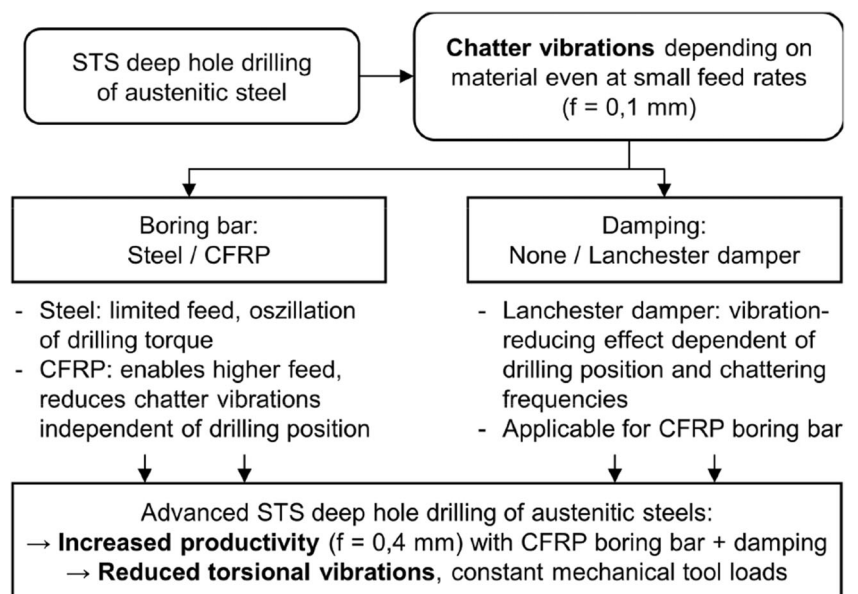 STS deep hole drilling
of austenitic steel
Chatter vibrations depending on
material even at small feed rates
(f = 0,1 mm)
Boring bar:
Steel / CFRP
Damping:
None / Lanchester damper
- Steel: limited feed, oszillation
of drilling torque
- CFRP: enables higher feed,
reduces chatter vibrations
independent of drilling position
- Lanchester damper: vibration-
reducing effect dependent of
drilling position and chattering
frequencies
- Applicable for CFRP boring bar
Advanced STS deep hole drilling of austenitic steels:
→ Increased productivity (f = 0,4 mm) with CFRP boring bar + damping
→ Reduced torsional vibrations, constant mechanical tool loads